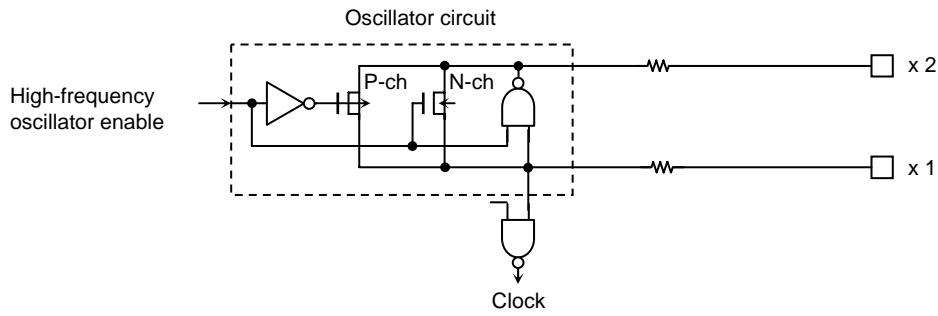 Oscillator circuit
P-ch
N-ch
x 2
High-frequency
oscillator enable
x 1
Clock